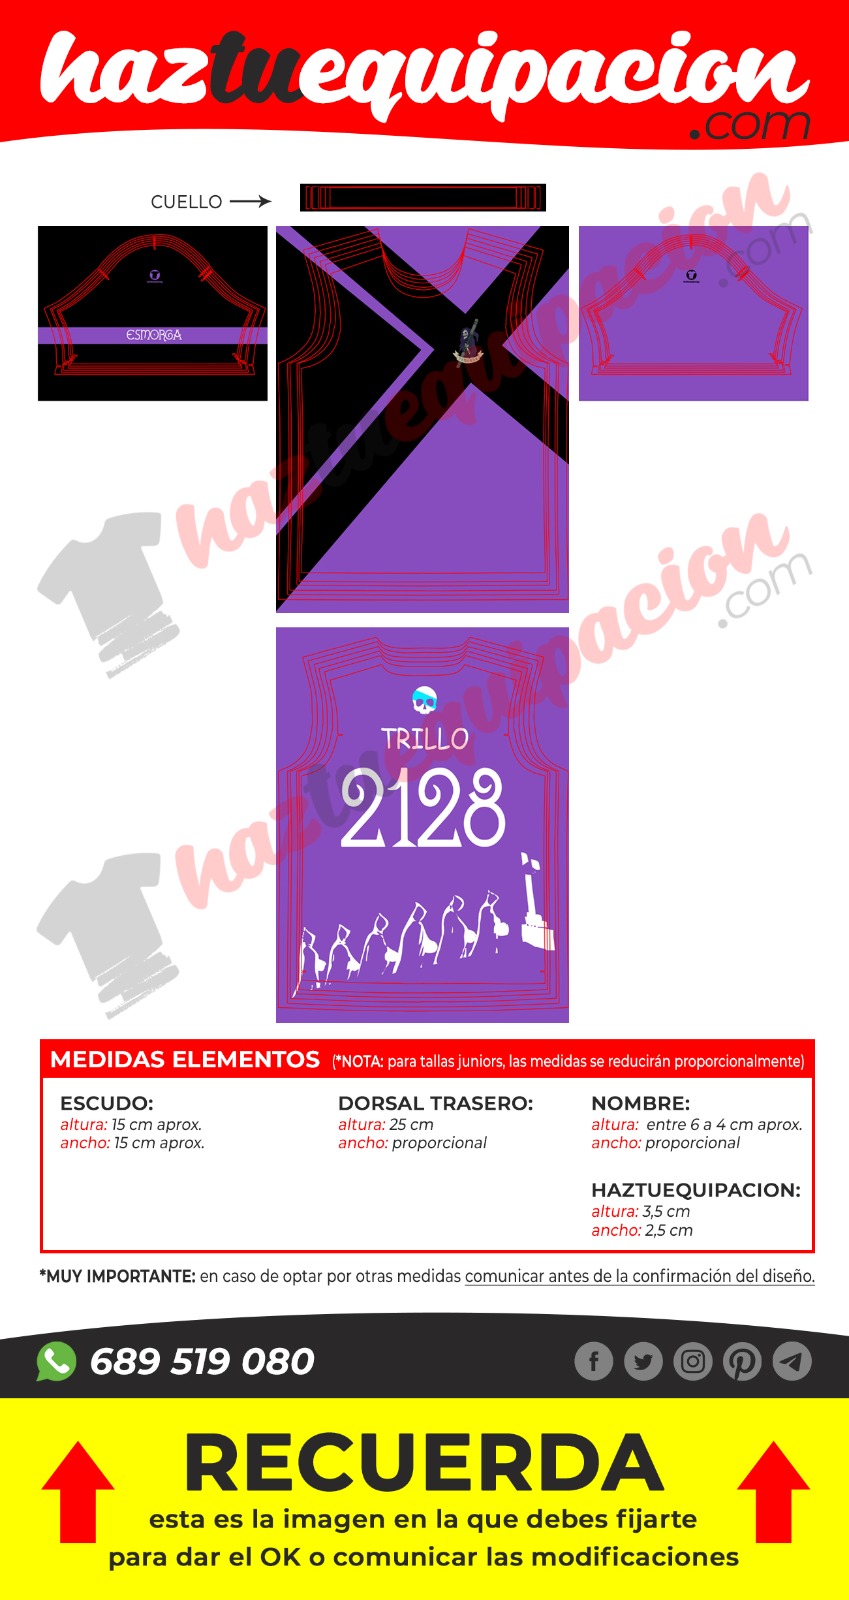 haztuequipacion
.com
CUELLO
ESMORGA
haztuequipacion
.com
TRILLO
2128
haztuequipacion
.com
haztuequipacion
MEDIDAS ELEMENTOS (*NOTA: para tallas juniors, las medidas se reducirán proporcionalmente)
ESCUDO:
altura: 15 cm aprox.
ancho: 15 cm aprox.
DORSAL TRASERO:
altura: 25 cm
ancho: proporcional
NOMBRE:
altura: entre 6 a 4 cm aprox.
ancho: proporcional
HAZTUEQUIPACION:
altura: 3,5 cm
ancho: 2,5 cm
*MUY IMPORTANTE: en caso de optar por otras medidas comunicar antes de la confirmación del diseño.
689 519 080
RECUERDA
esta es la imagen en la que debes fijarte
para dar el OK o comunicar las modificaciones